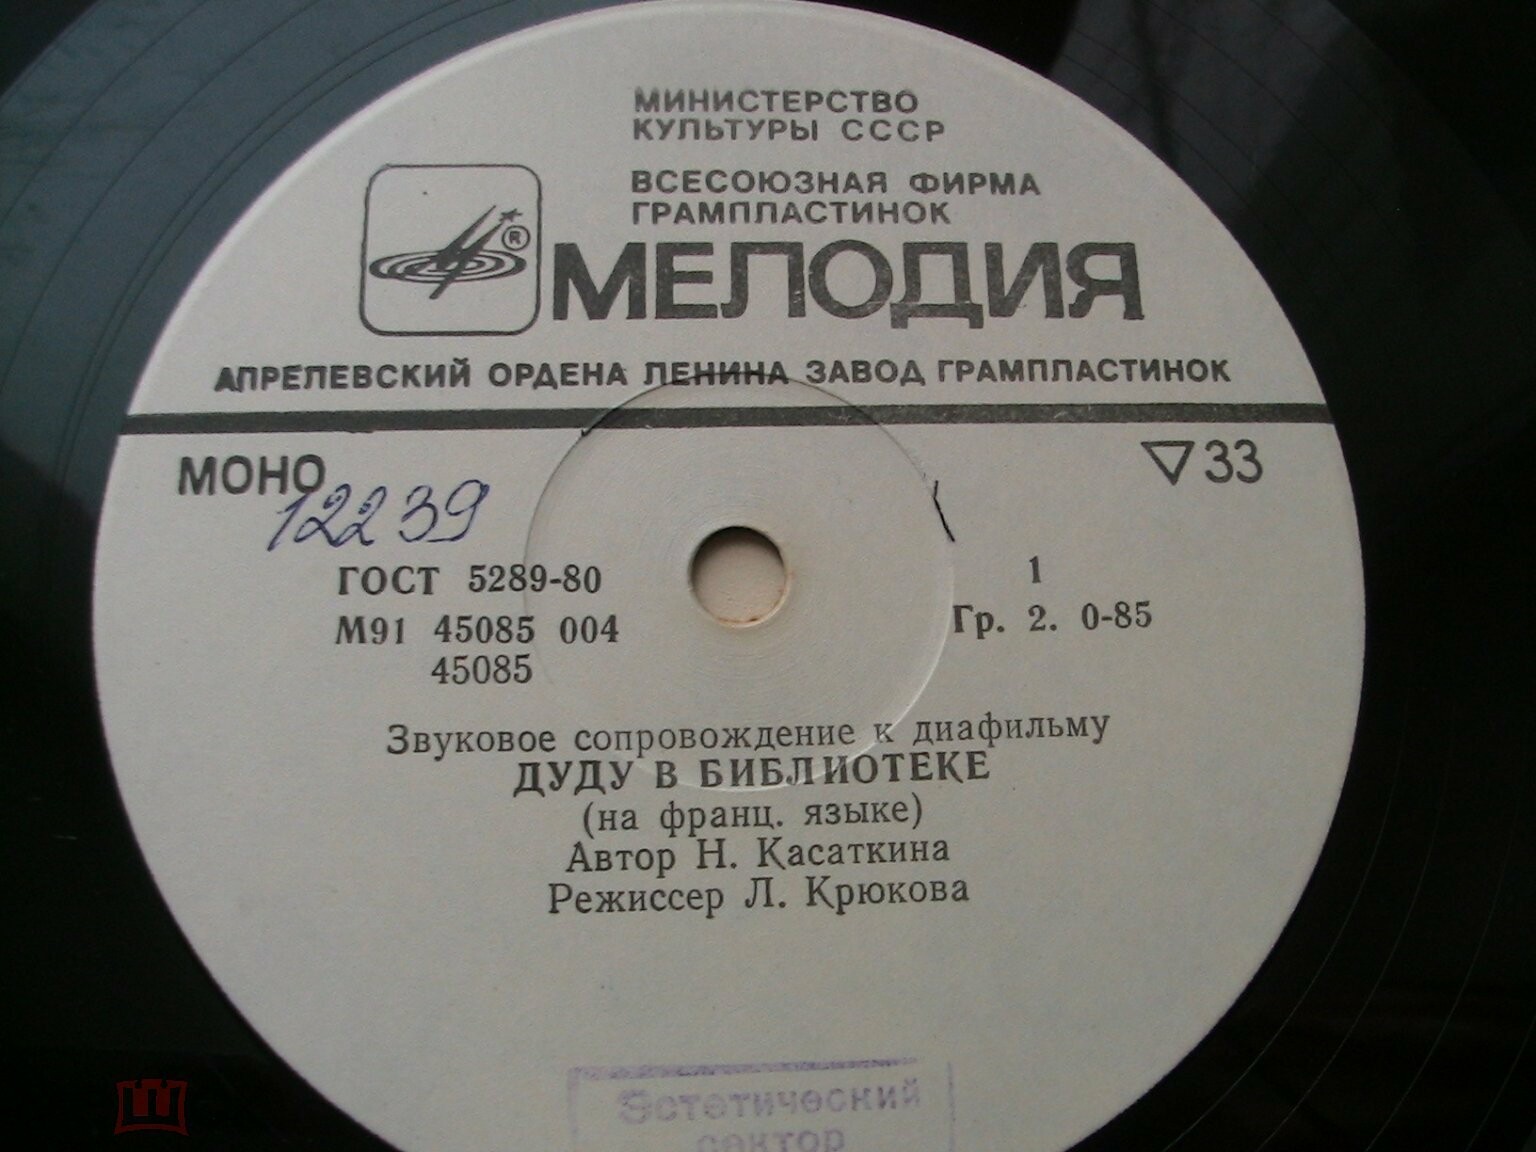 МИНИСТЕРСТВО
КУЛЬТУРЫ СССР
ВСЕСОЮЗНАЯ ФИРМА
ГРАМПЛАСТИНОК
®
МЕЛОДИЯ
АПРЕЛЕВСКИЙ ОРДЕНА ЛЕНИНА ЗАВОД ГРАМПЛАСТИНОК
МОНО
▽33
12239
ГОСТ 5289-80
М91 45085 004
45085
1
Гр. 2. 0-85
Звуковое сопровождение к диафильму
ДУДУ В БИБЛИОТЕКЕ
(на франц. языке)
Автор Н. Касаткина
Режиссер Л. Крюкова
Эстетический
сектор